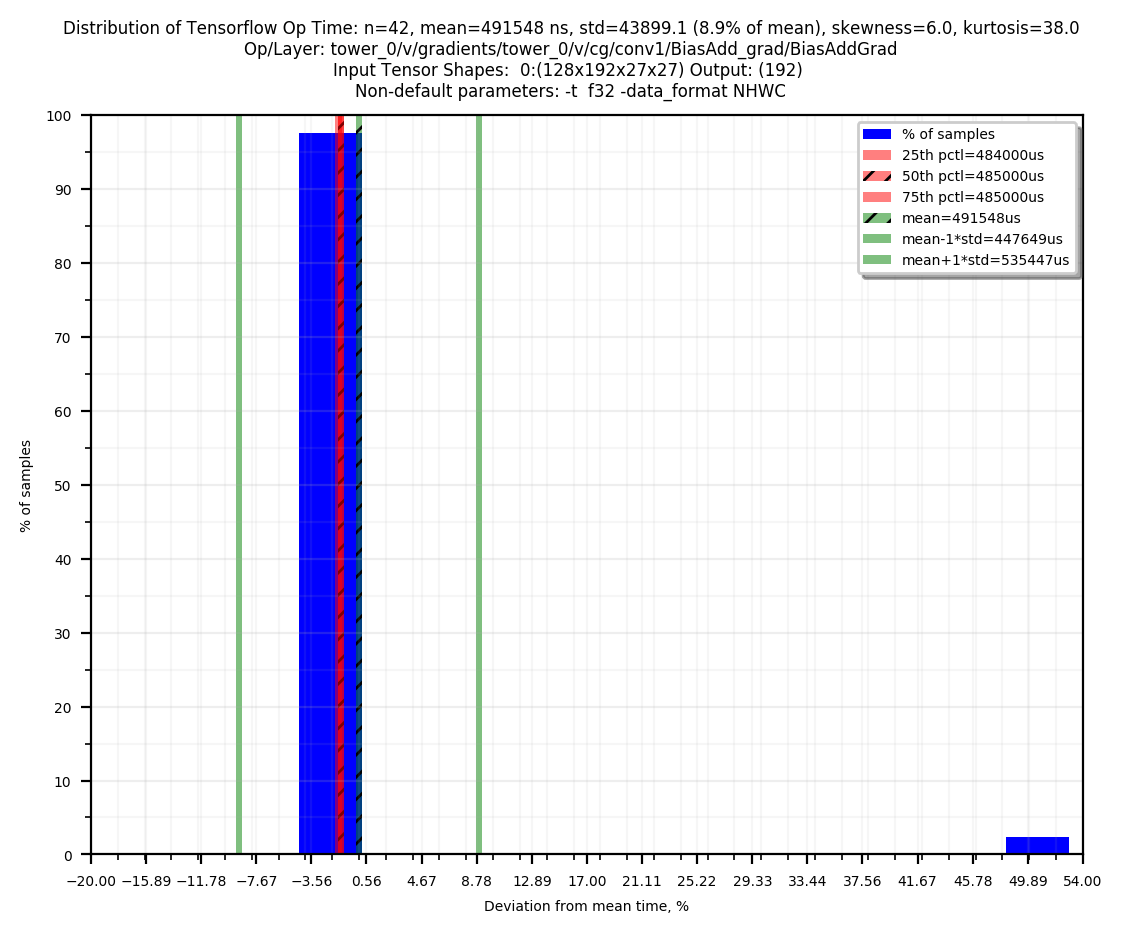 Distribution of Tensorflow Op Time: n=42, mean=491548 ns, std=43899.1 (8.9% of mean), skewness=6.0, kurtosis=38.0
Op/Layer: tower_0/v/gradients/tower_0/v/cg/conv1/BiasAdd_grad/BiasAddGrad
Input Tensor Shapes:  0:(128x192x27x27) Output: (192)
Non-default parameters: -t  f32 -data_format NHWC
% of samples
25th pctl=484000us
50th pctl=485000us
75th pctl=485000us
mean=491548us
mean-1*std=447649us
mean+1*std=535447us
100
90
80
70
60
50
40
30
20
10
0
% of samples
−20.00 −15.89 −11.78 −7.67 −3.56 0.56 4.67 8.78 12.89 17.00 21.11 25.22 29.33 33.44 37.56 41.67 45.78 49.89 54.00
Deviation from mean time, %